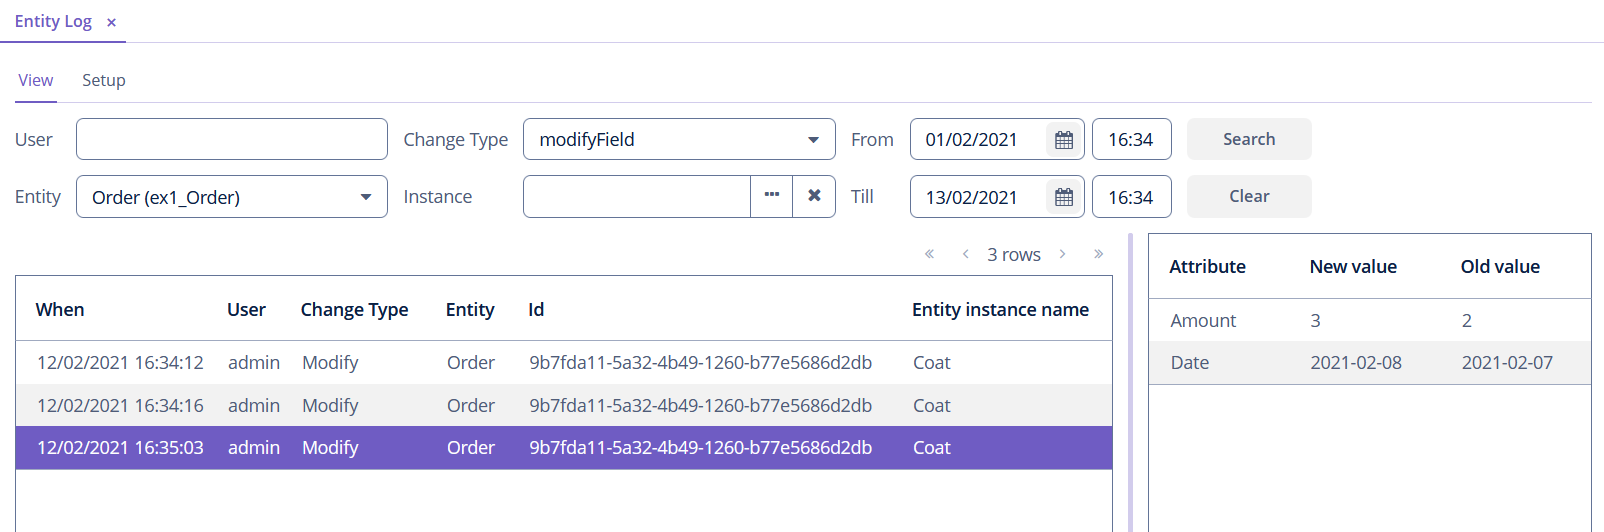 Entity Log ×
View Setup
User Change Type modifyField From 01/02/2021 16:34 Search
Entity Order (ex1_Order) Instance Till 13/02/2021 16:34 Clear
3 rows
When User Change Type Entity Id Entity instance name
12/02/2021 16:34:12 admin Modify Order 9b7fda11-5a32-4b49-1260-b77e5686d2db Coat
12/02/2021 16:34:16 admin Modify Order 9b7fda11-5a32-4b49-1260-b77e5686d2db Coat
12/02/2021 16:35:03 admin Modify Order 9b7fda11-5a32-4b49-1260-b77e5686d2db Coat
Attribute New value Old value
Amount 3 2
Date 2021-02-08 2021-02-07